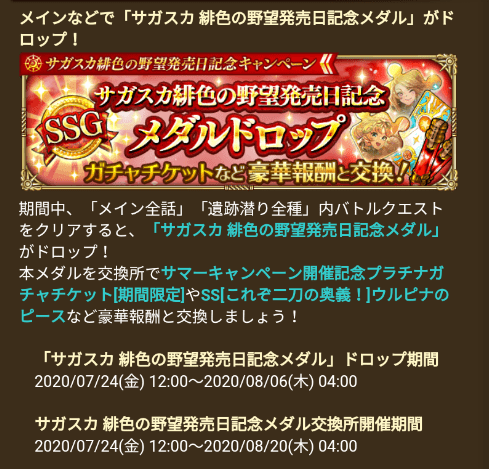 メインなどで「サガスカ 緋色の野望発売日記念メダル」がド
ロップ！
サガスカ緋色の野望発売日記念キャンペーン
サガスカ緋色の野望発売日記念
SSG
メダルドロップ
ガチャチケットなど豪華報酬と交換！
期間中、「メイン全話」「遺跡潜り全種」内バトルクエスト
をクリアすると、「サガスカ 緋色の野望発売日記念メダル」
がドロップ！
本メダルを交換所でサマーキャンペーン開催記念プラチナガ
チャチケット[期間限定]やSS[これぞ二刀の奥義！]ウルピナの
ピースなど豪華報酬と交換しましょう！
「サガスカ 緋色の野望発売日記念メダル」ドロップ期間
2020/07/24(金) 12:00～2020/08/06(木) 04:00
サガスカ 緋色の野望発売日記念メダル交換所開催期間
2020/07/24(金) 12:00～2020/08/20(木) 04:00